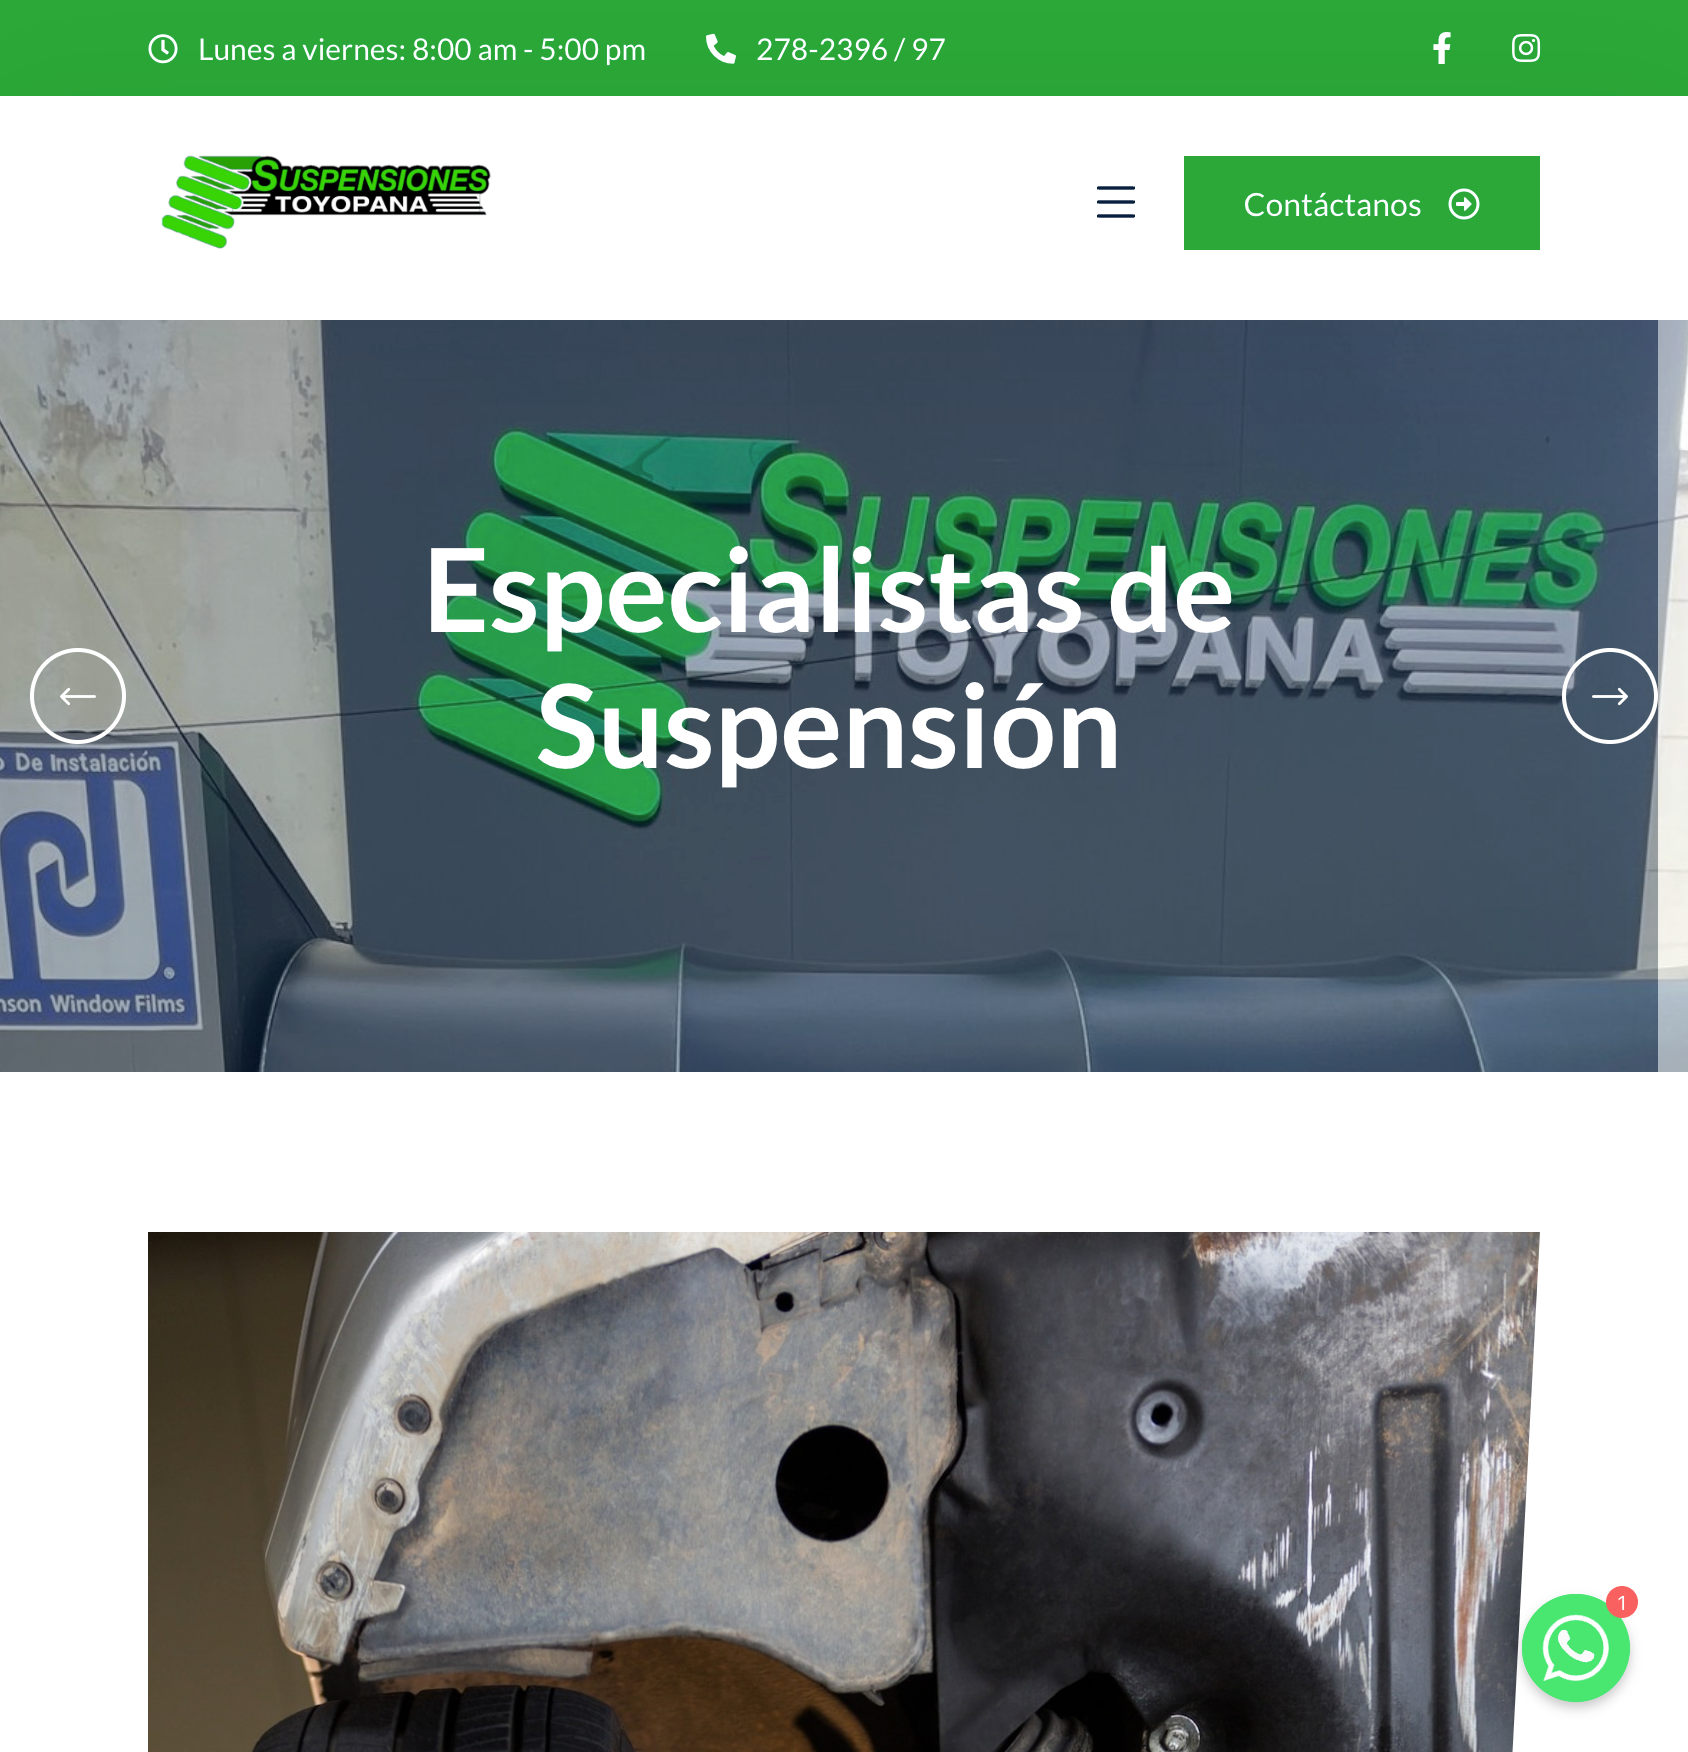 Lunes a viernes: 8:00 am - 5:00 pm
278-2396 / 97
SUSPENSIONES
TOYOPANA
Contáctanos
SUSPENSIONES
TOYOPANA
Especialistas de
Suspensión
De Instalación
Window Films
1